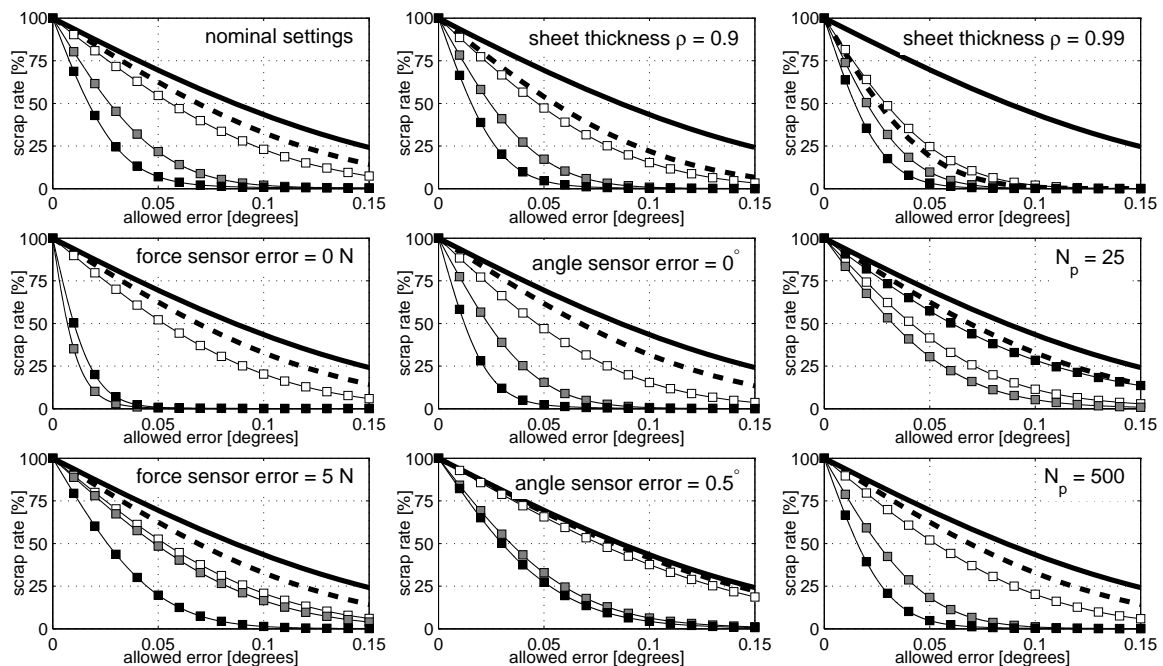 nominal settings
scrap rate [%]
100
75
50
25
0
0 0.05 0.1 0.15
allowed error [degrees]
sheet thickness ρ = 0.9
scrap rate [%]
100
75
50
25
0
0 0.05 0.1 0.15
allowed error [degrees]
sheet thickness ρ = 0.99
scrap rate [%]
100
75
50
25
0
0 0.05 0.1 0.15
allowed error [degrees]
force sensor error = 0 N
scrap rate [%]
100
75
50
25
0
0 0.05 0.1 0.15
allowed error [degrees]
angle sensor error = 0°
scrap rate [%]
100
75
50
25
0
0 0.05 0.1 0.15
allowed error [degrees]
Np = 25
scrap rate [%]
100
75
50
25
0
0 0.05 0.1 0.15
allowed error [degrees]
force sensor error = 5 N
scrap rate [%]
100
75
50
25
0
0 0.05 0.1 0.15
allowed error [degrees]
angle sensor error = 0.5°
scrap rate [%]
100
75
50
25
0
0 0.05 0.1 0.15
allowed error [degrees]
Np = 500
scrap rate [%]
100
75
50
25
0
0 0.05 0.1 0.15
allowed error [degrees]